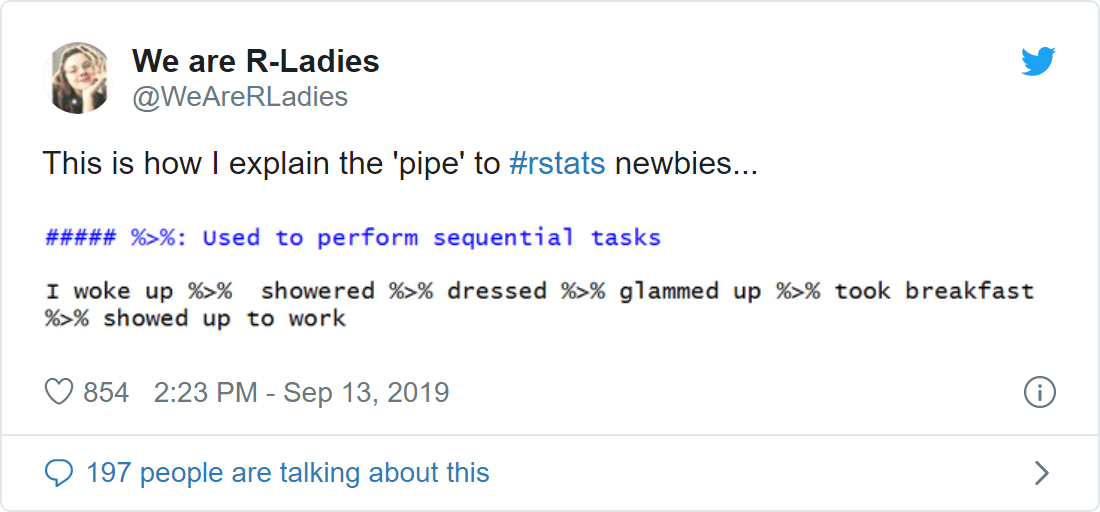 We are R-Ladies
@WeAreRLadies
This is how I explain the 'pipe' to #rstats newbies...
##### %>%: Used to perform sequential tasks
I woke up %>%  showered %>% dressed %>% glammed up %>% took breakfast
%>% showed up to work
854 2:23 PM - Sep 13, 2019
197 people are talking about this